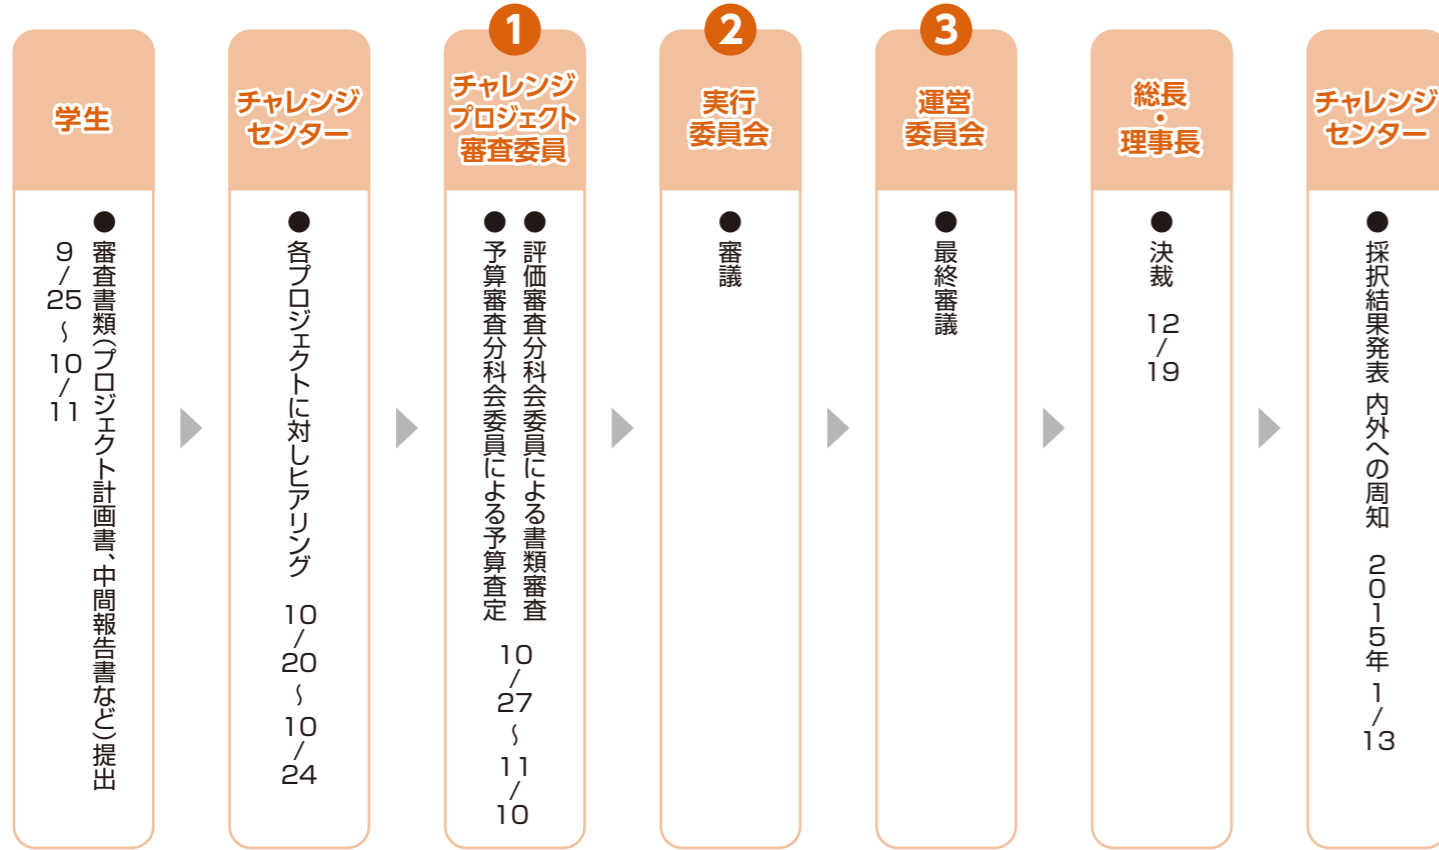 学生
審査書類(プロジェクト計画書、中間報告書など)提出
9/25～10/11
チャレンジ
センター
各プロジェクトに対しヒアリング 10/20～10/24
1
チャレンジ
プロジェクト
審査委員
評価審査分科会委員による書類審査
予算審査分科会委員による予算査定
10/27～11/10
2
実行
委員会
審議
3
運営
委員会
最終審議
総長
・
理事長
決裁 12/19
チャレンジ
センター
採択結果発表 内外への周知 2015年 1/13